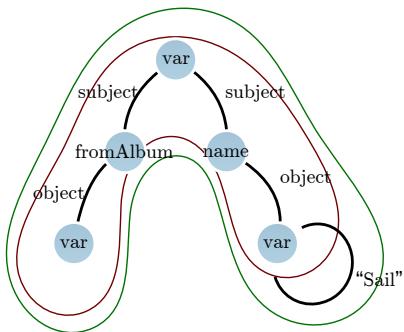 var
subject subject
fromAlbum name
object
object
var var
“Sail”